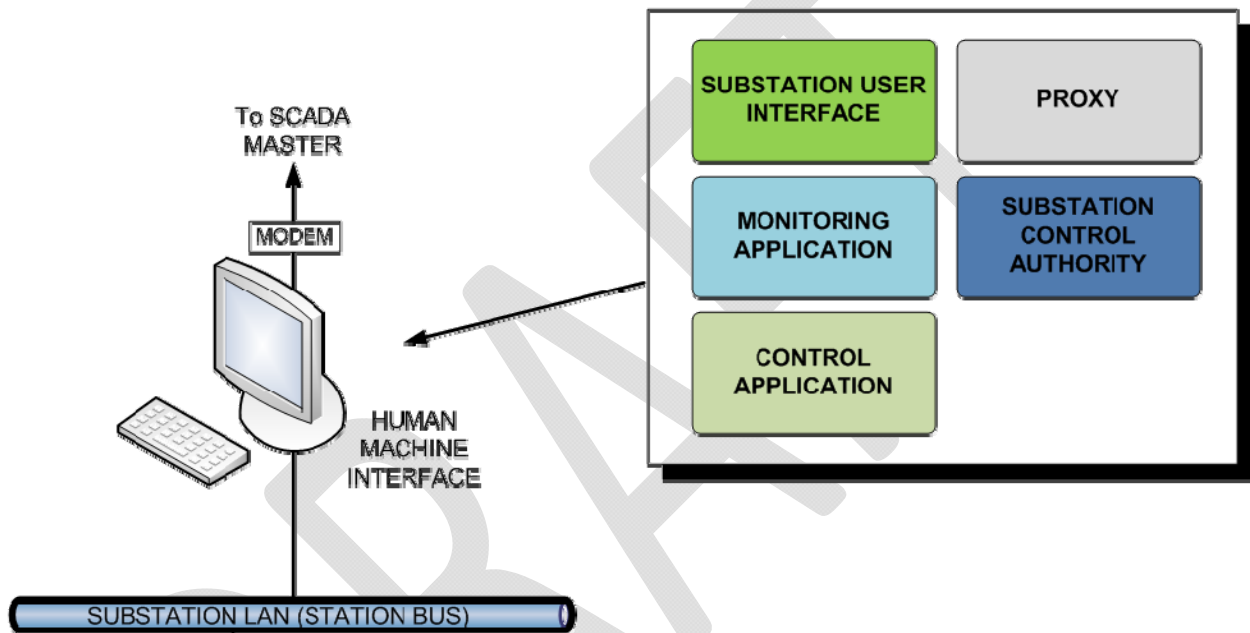 To SCADA
MASTER
MODEM
HUMAN
MACHINE
INTERFACE
SUBSTATION LAN (STATION BUS)
SUBSTATION USER
INTERFACE
PROXY
MONITORING
APPLICATION
SUBSTATION
CONTROL
AUTHORITY
CONTROL
APPLICATION
DRAFT